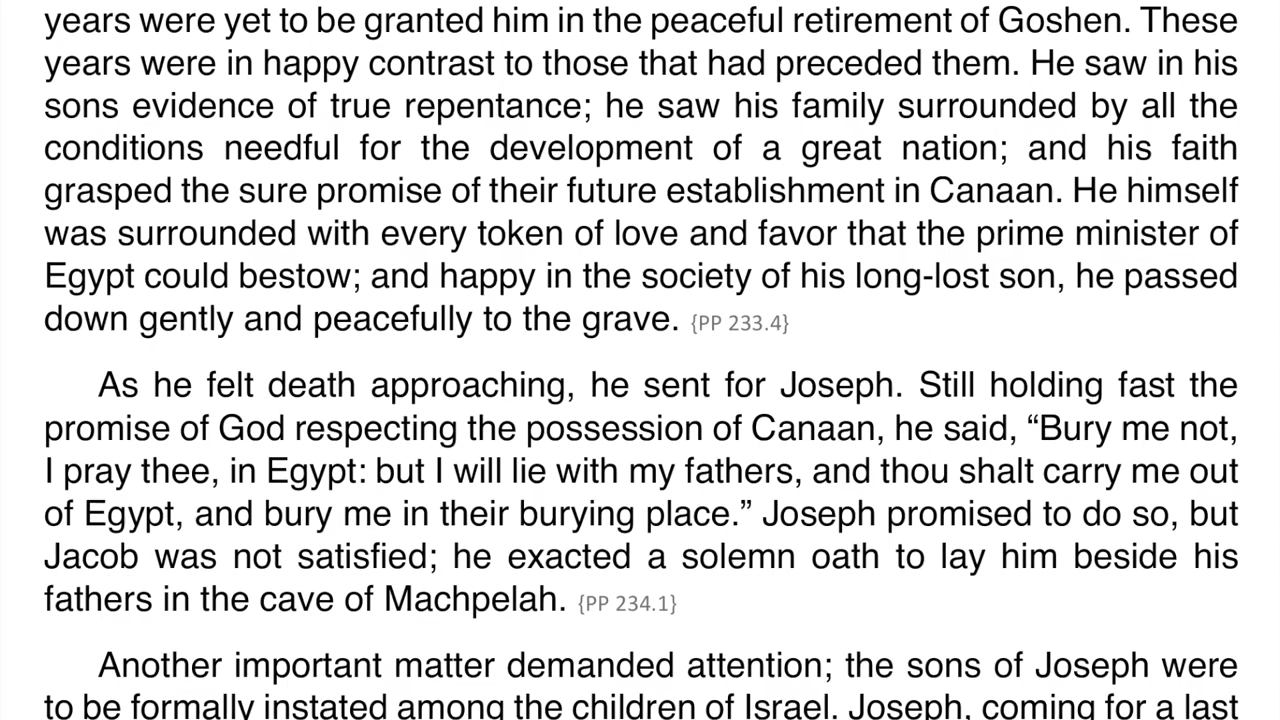 years were yet to be granted him in the peaceful retirement of Goshen. These
years were in happy contrast to those that had preceded them. He saw in his
sons evidence of true repentance; he saw his family surrounded by all the
conditions needful for the development of a great nation; and his faith
grasped the sure promise of their future establishment in Canaan. He himself
was surrounded with every token of love and favor that the prime minister of
Egypt could bestow; and happy in the society of his long-lost son, he passed
down gently and peacefully to the grave. {PP 233.4}
As he felt death approaching, he sent for Joseph. Still holding fast the
promise of God respecting the possession of Canaan, he said, “Bury me not,
I pray thee, in Egypt: but I will lie with my fathers, and thou shalt carry me out
of Egypt, and bury me in their burying place.” Joseph promised to do so, but
Jacob was not satisfied; he exacted a solemn oath to lay him beside his
fathers in the cave of Machpelah. {PP 234.1}
Another important matter demanded attention; the sons of Joseph were
to be formally instated among the children of Israel. Joseph, coming for a last